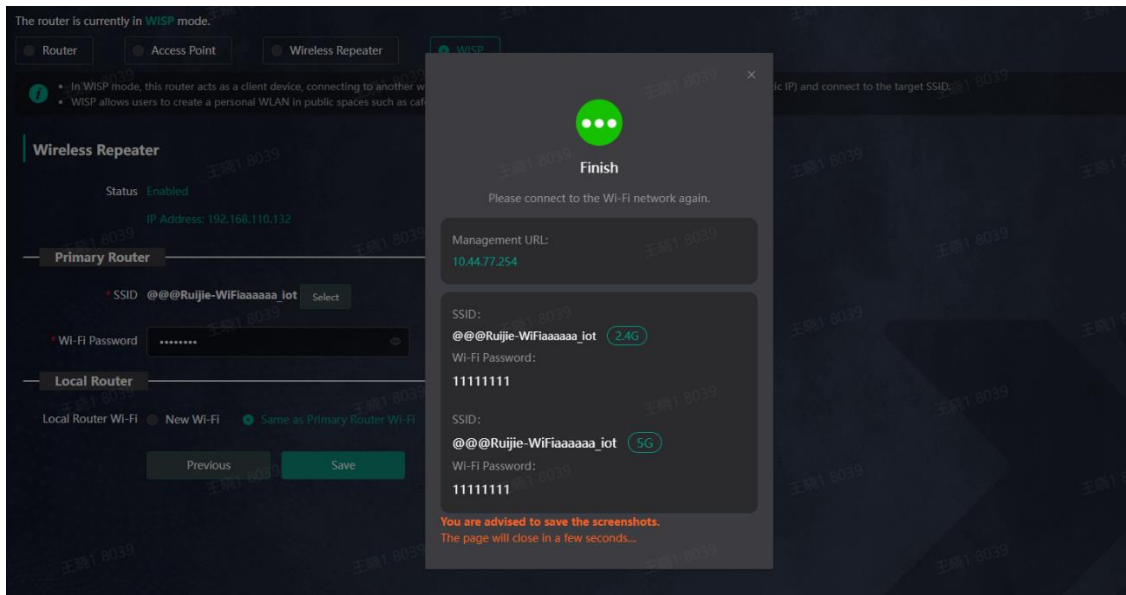 The router is currently in WISP mode.
Router
Access Point
Wireless Repeater
WISP
In WISP mode, this router acts as a client device, connecting to another w
ic IP) and connect to the target SSID.
WISP allows users to create a personal WLAN in public spaces such as caf
Wireless Repeater
Status Enabled
IP Address: 192.168.110.132
Primary Router
* SSID @@@Ruijie-WiFiaaaaaa_iot Select
* Wi-Fi Password ••••••••
Local Router
Local Router Wi-Fi New Wi-Fi Same as Primary Router Wi-Fi
Previous
Save
Finish
Please connect to the Wi-Fi network again.
Management URL:
10.44.77.254
SSID:
@@@Ruijie-WiFiaaaaaa_iot 2.4G
Wi-Fi Password:
11111111
SSID:
@@@Ruijie-WiFiaaaaaa_iot 5G
Wi-Fi Password:
11111111
You are advised to save the screenshots.
The page will close in a few seconds...